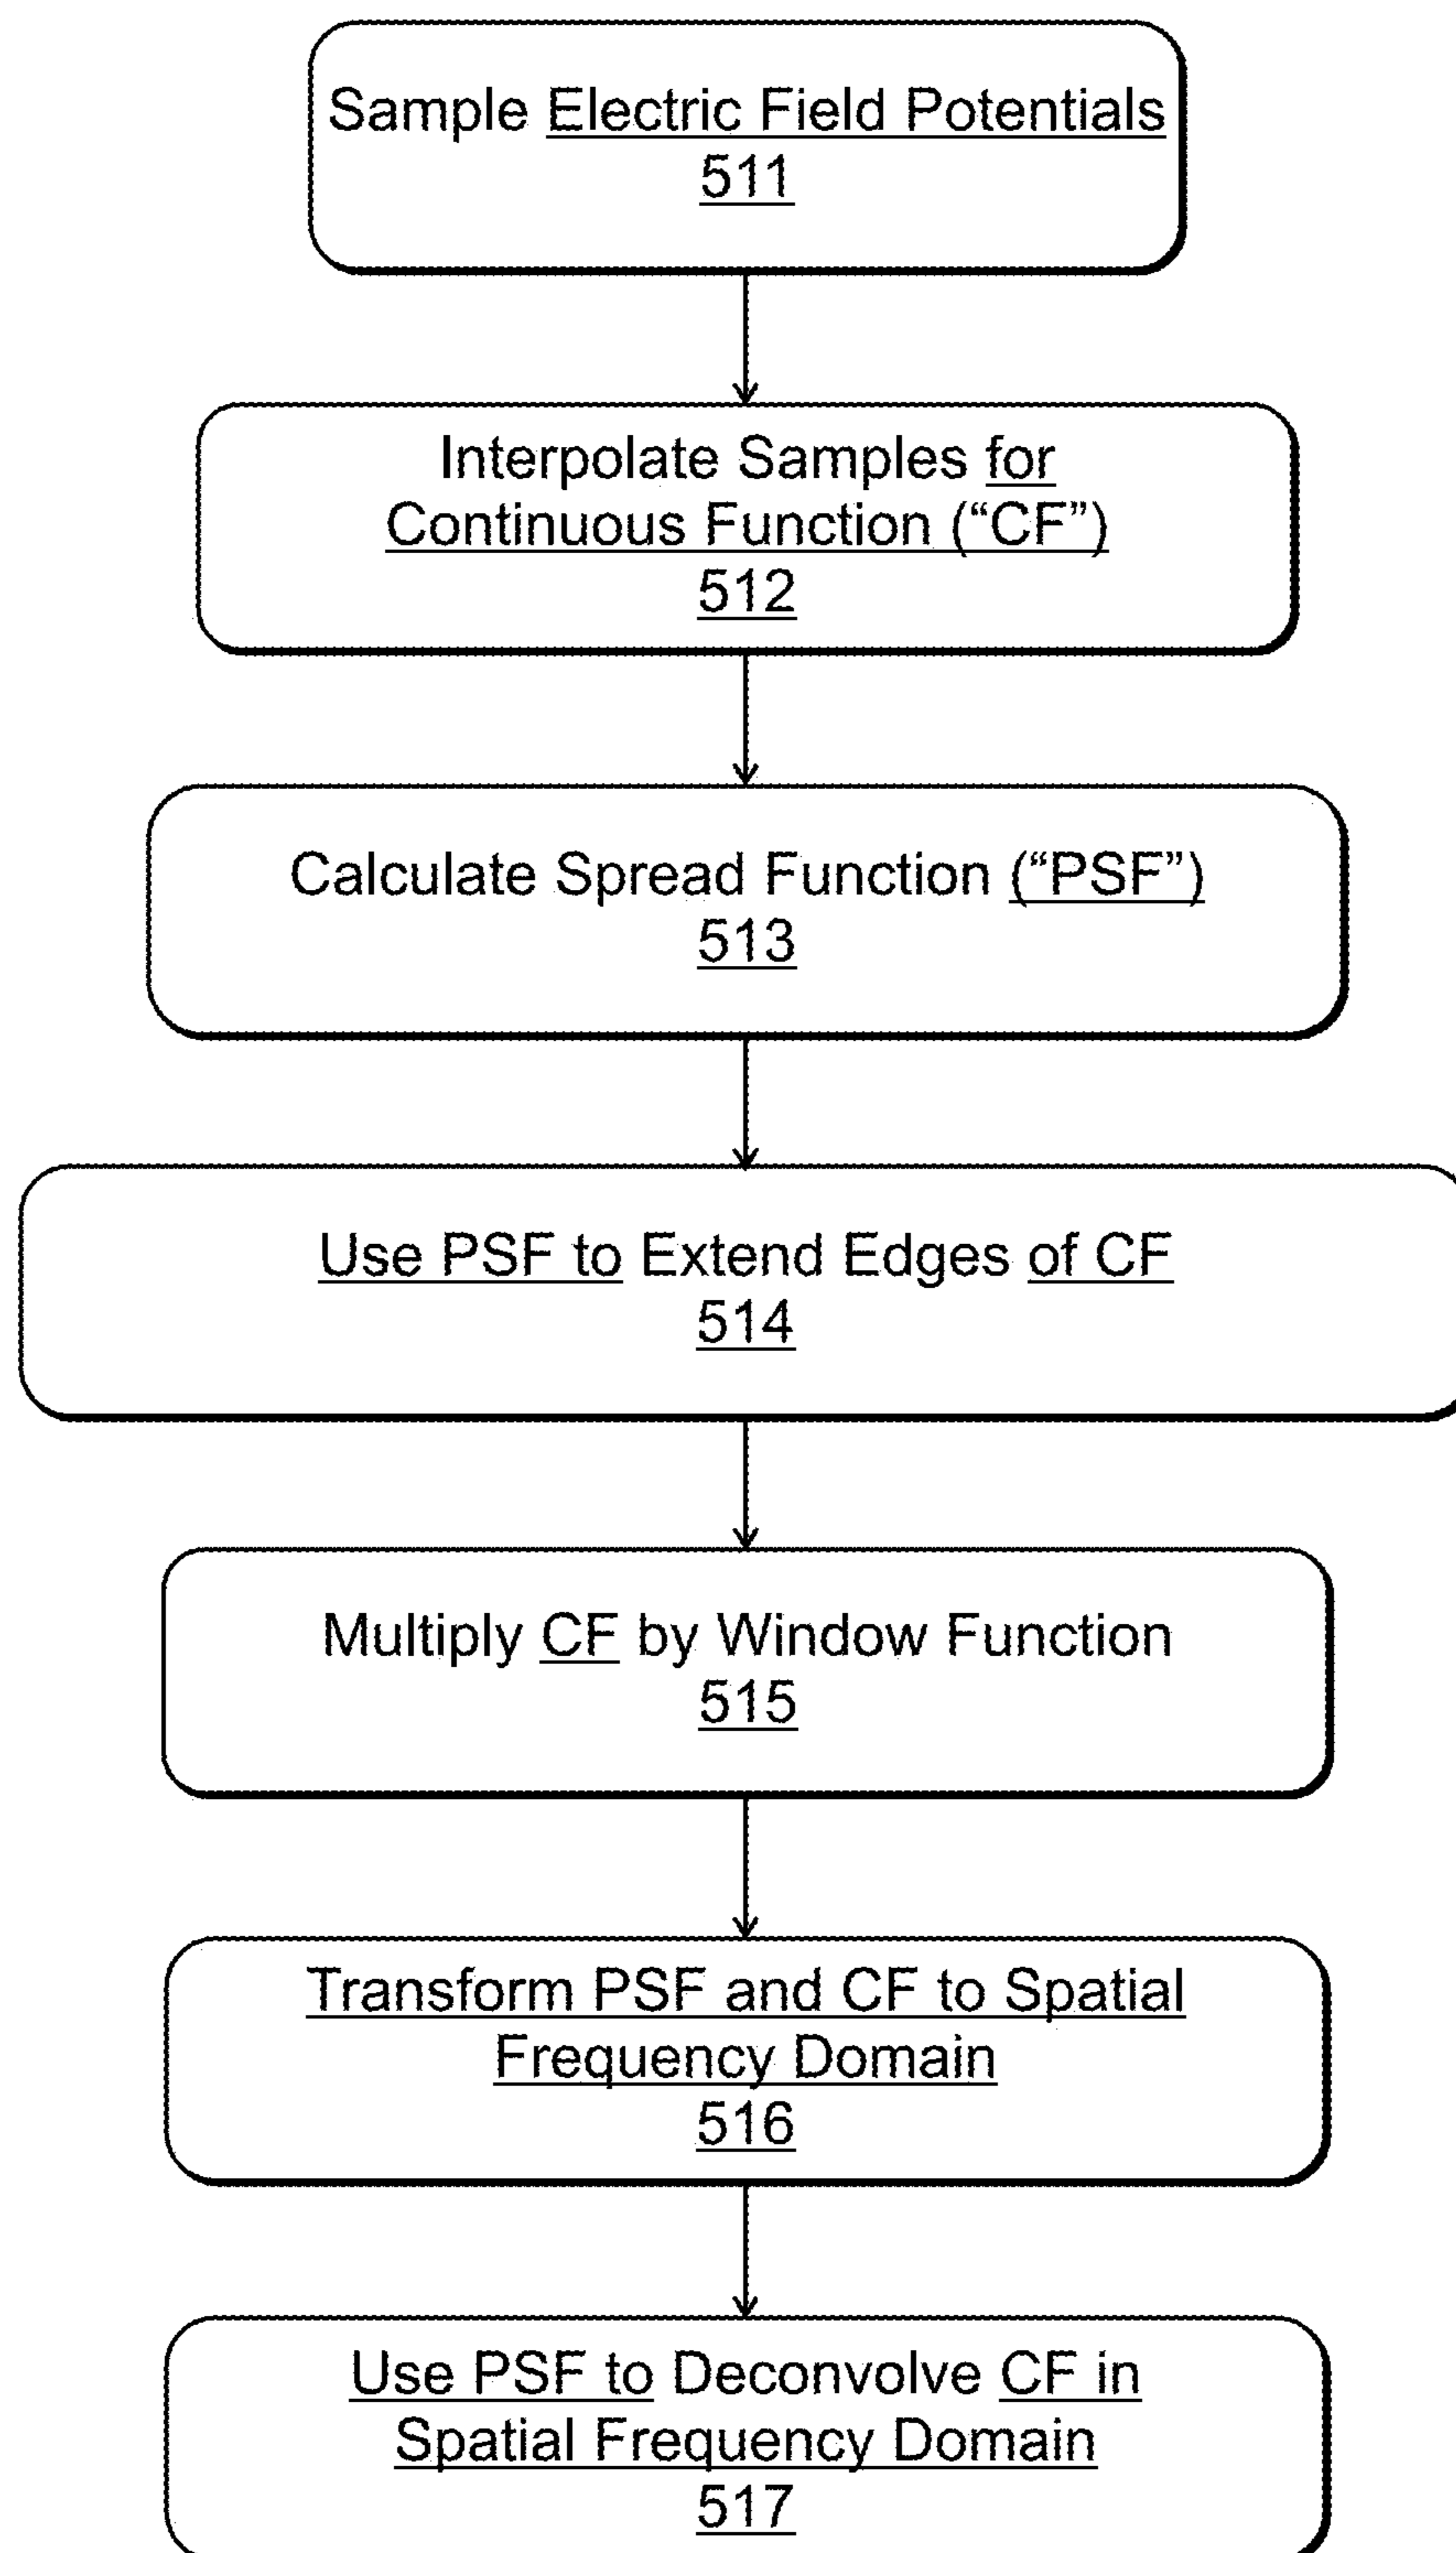 Sample Electric Field Potentials
511
Interpolate Samples for
Continuous Function (“CF”)
512
Calculate Spread Function (“PSF”)
513
Use PSF to Extend Edges of CF
514
Multiply CF by Window Function
515
Transform PSF and CF to Spatial
Frequency Domain
516
Use PSF to Deconvolve CF in
Spatial Frequency Domain
517